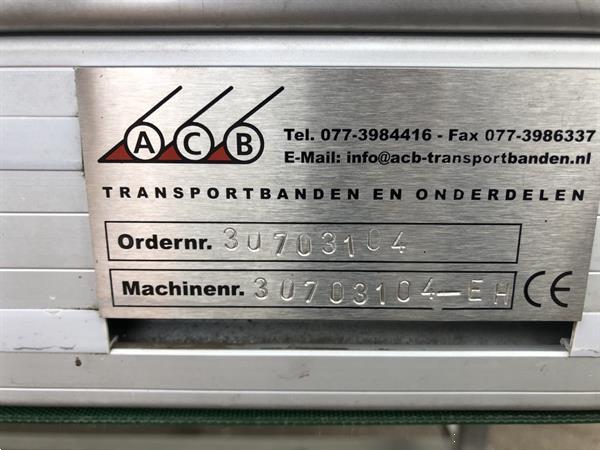 ACB
Tel. 077-3984416 - Fax 077-3986337
E-Mail: info@acb-transportbanden.nl
TRANSPORTBANDEN EN ONDERDELEN
Ordernr. 30703104
Machinenr. 30703104-EH
CE